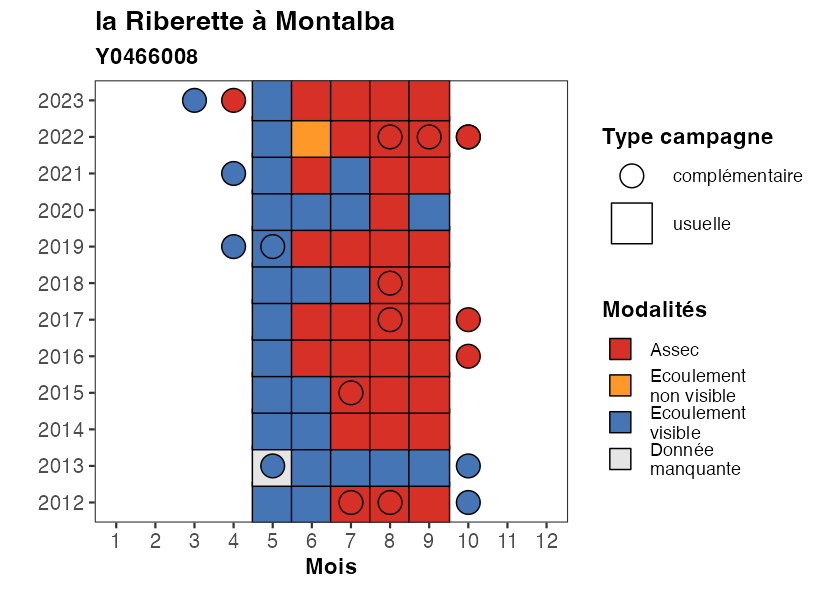 la Riberette à Montalba
Y0466008
2023
2022
2021
2020
2019
2018
2017
2016
2015
2014
2013
2012
1 2 3 4 5 6 7 8 9 10 11 12
Mois
Type campagne
complémentaire
usuelle
Modalités
Assec
Ecoulement
non visible
Ecoulement
visible
Donnée
manquante